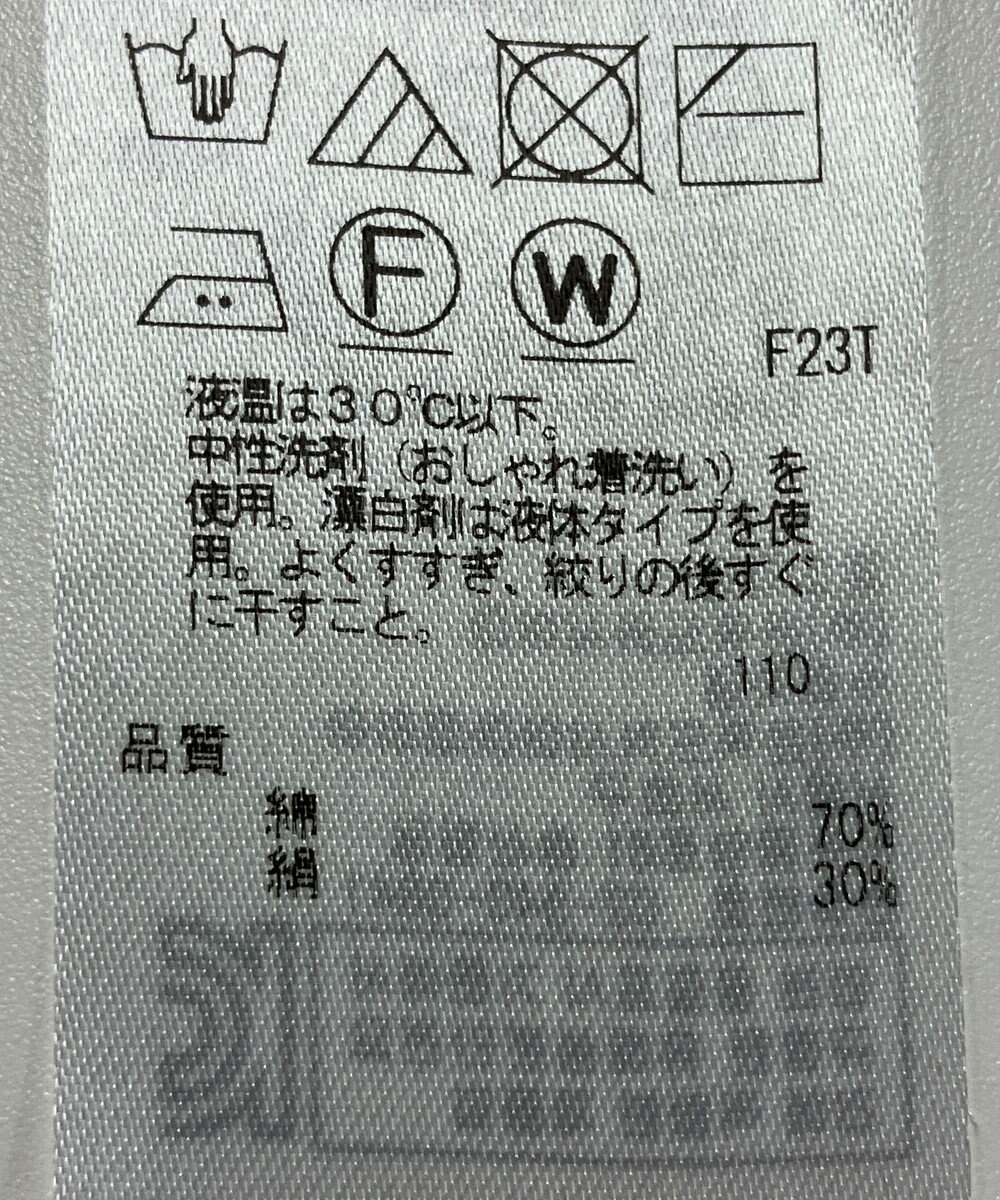 F
W
F23T
液温は30℃以下。
中性洗剤（おしゃれ着洗い）を
使用。漂白剤は液体タイプを使
用。よくすすぎ、絞りの後すぐ
に干すこと。
110
品質
綿 70%
絹 30%